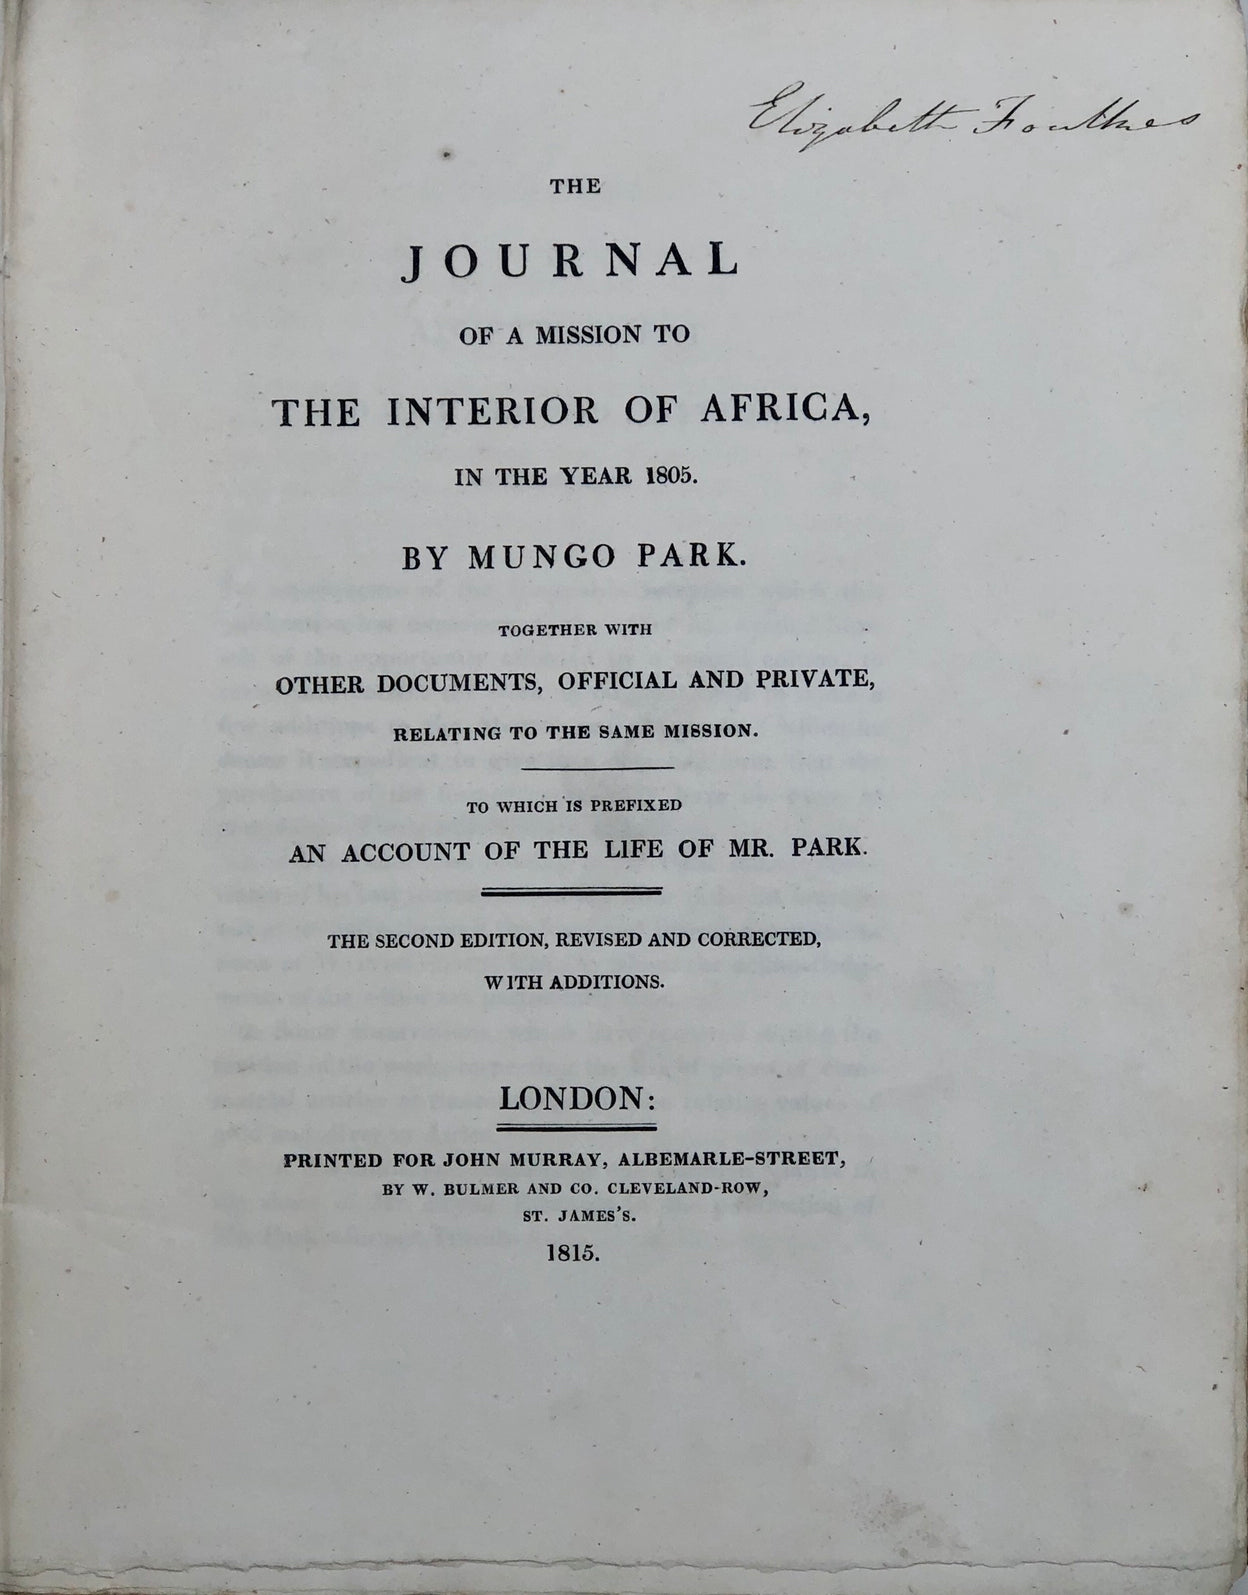 Elizabeth Foulkes
THE
JOURNAL
OF A MISSION TO
THE INTERIOR OF AFRICA,
IN THE YEAR 1805.
BY MUNGO PARK.
TOGETHER WITH
OTHER DOCUMENTS, OFFICIAL AND PRIVATE,
RELATING TO THE SAME MISSION.
TO WHICH IS PREFIXED
AN ACCOUNT OF THE LIFE OF MR. PARK.
THE SECOND EDITION, REVISED AND CORRECTED,
WITH ADDITIONS.
LONDON:
PRINTED FOR JOHN MURRAY, ALBEMARLE-STREET,
BY W. BULMER AND CO. CLEVELAND-ROW,
ST. JAMES'S.
1815.